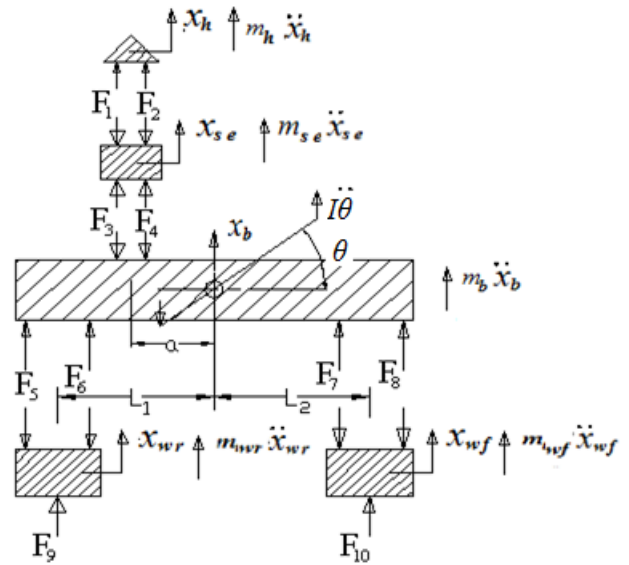 x_h m_h ẍ_h
F₁ F₂
x_se m_se ẍ_se
F₃ F₄
x_b Iθ̈
θ
m_b ẍ_b
a
F₅ F₆ L₁ L₂ F₇ F₈
x_wr m_wr ẍ_wr x_wf m_wf ẍ_wf
F₉ F₁₀